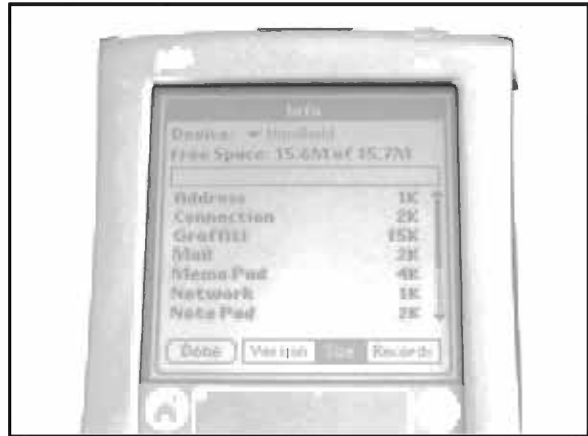 Info
Device: Handheld
Free Space: 15.6M of 15.7M
Address 1K
Connection 2K
Graffiti 15K
Mail 2K
Memo Pad 4K
Network 1K
Note Pad 2K
Done Version Size Records